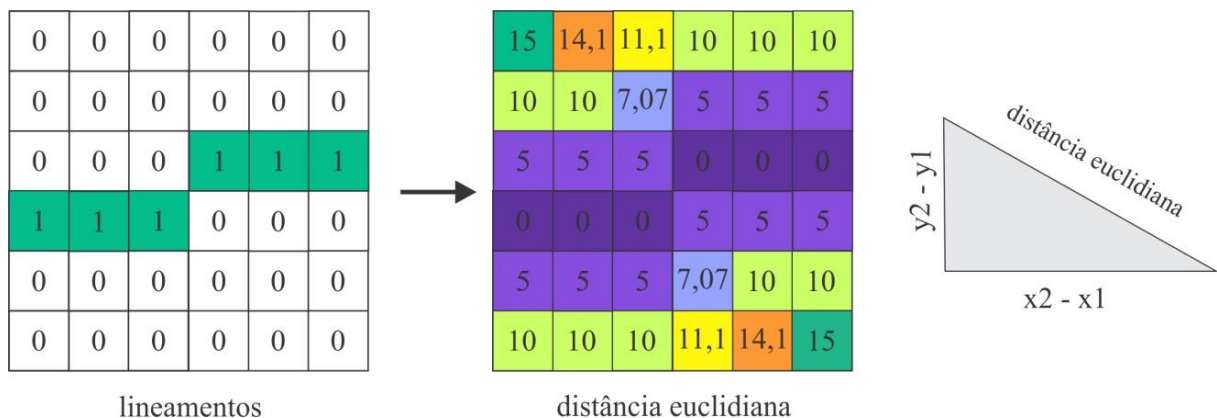 0 0 0 0 0 0
0 0 0 0 0 0
0 0 0 1 1 1
1 1 1 0 0 0
0 0 0 0 0 0
0 0 0 0 0 0
lineamentos
15 14,1 11,1 10 10 10
10 10 7,07 5 5 5
5 5 5 0 0 0
0 0 0 5 5 5
5 5 5 7,07 10 10
10 10 10 11,1 14,1 15
distância euclidiana
y2 - y1
distância euclidiana
x2 - x1